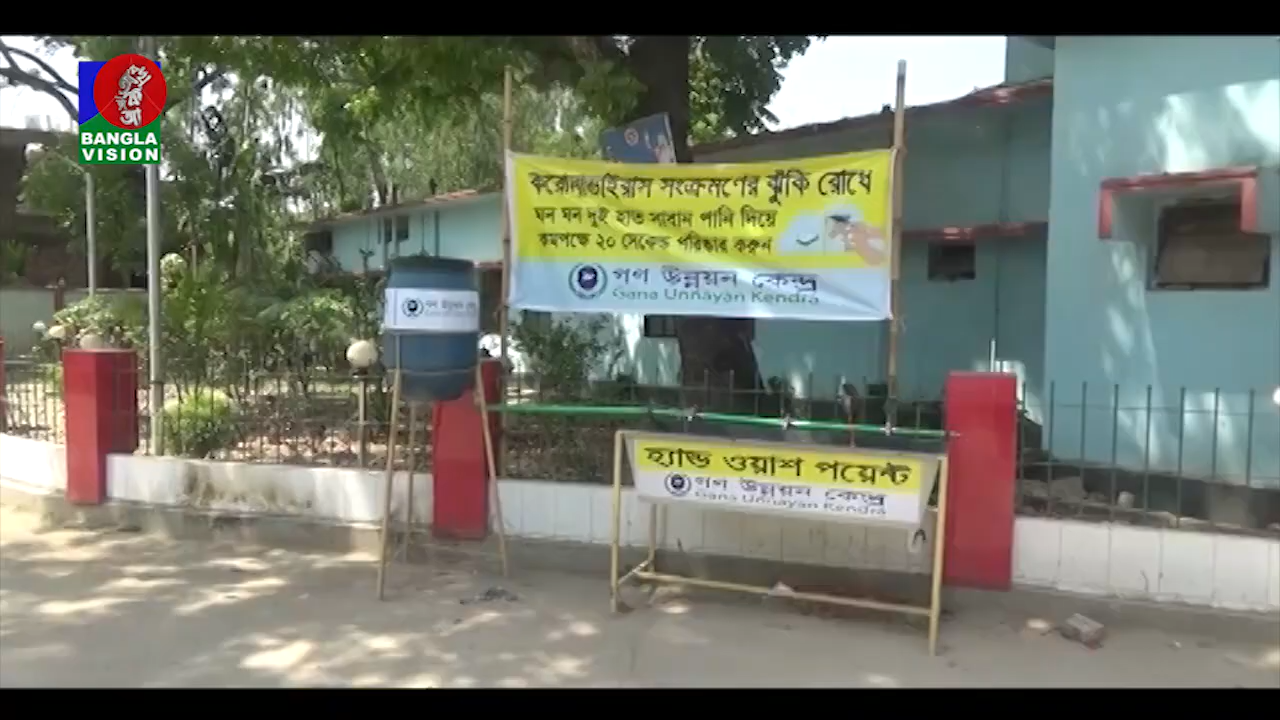 BANGLA
VISION
করোনাভাইরাস সংক্রমণের ঝুঁকি রোধে
ঘন ঘন দুই হাত সাবান পানি দিয়ে
কমপক্ষে ২০ সেকেন্ড পরিষ্কার করুন
গণ উন্নয়ন কেন্দ্র
Gana Unnayan Kendra
গণ উন্নয়ন কেন্দ্র
হ্যান্ড ওয়াশ পয়েন্ট
গণ উন্নয়ন কেন্দ্র
Gana Unnayan Kendra